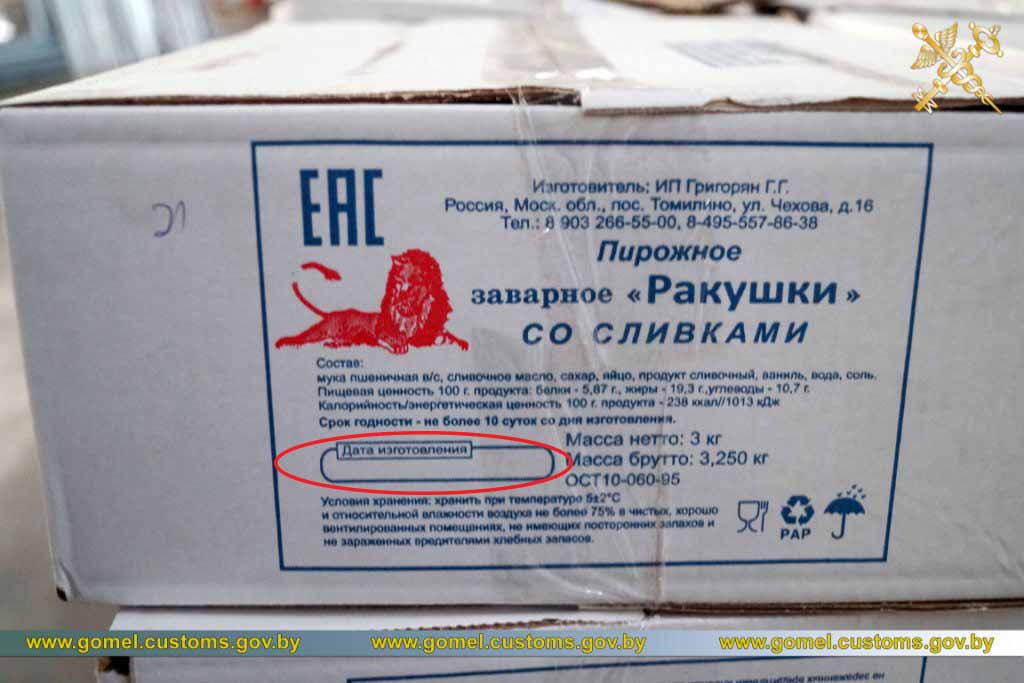 21
EAC
Изготовитель: ИП Григорян Г.Г.
Россия, Моск. обл., пос. Томилино, ул. Чехова, д.16
Тел.: 8 903 266-55-00, 8-495-557-86-38
Пирожное
заварное «Ракушки»
СО СЛИВКАМИ
Состав:
мука пшеничная в/с, сливочное масло, сахар, яйцо, продукт сливочный, ваниль, вода, соль.
Пищевая ценность 100 г. продукта: белки - 5,87 г., жиры - 19,3 г.,углеводы - 10,7 г.
Калорийность/энергетическая ценность 100 г. продукта - 238 ккал//1013 кДж
Срок годности - не более 10 суток со дня изготовления.
Дата изготовления
Масса нетто: 3 кг
Масса брутто: 3,250 кг
ОСТ10-060-95
Условия хранения: хранить при температуре 5±2°С
и относительной влажности воздуха не более 75% в чистых, хорошо
вентилированных помещениях, не имеющих посторонних запахов и
не зараженных вредителями хлебных запасов.
PAP
www.gomel.customs.gov.by www.gomel.customs.gov.by www.gomel.customs.gov.by